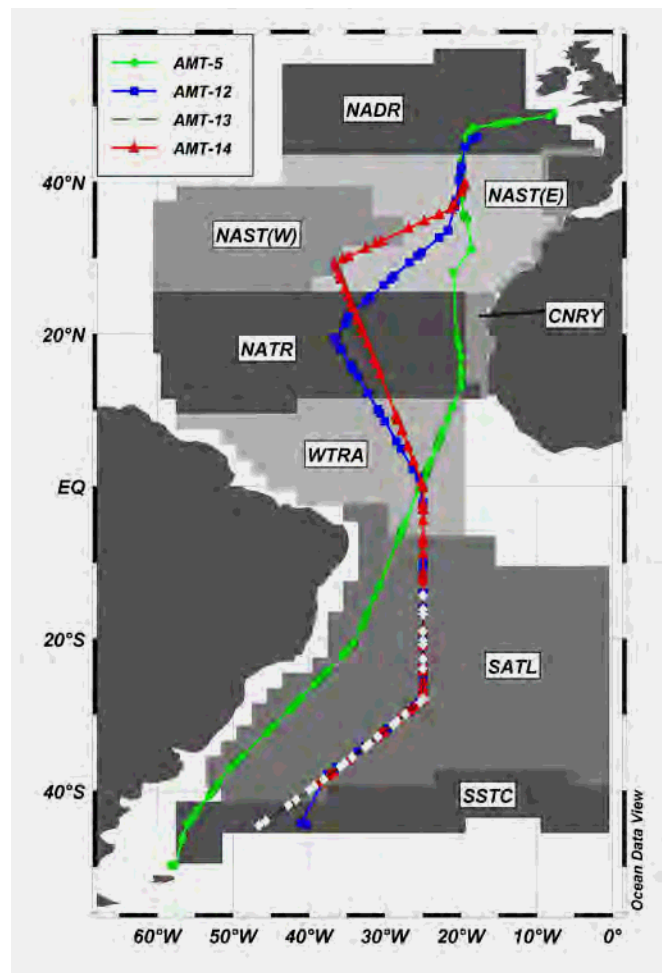 AMT-5
AMT-12
AMT-13
AMT-14
NADR
40°N
NAST(E)
NAST(W)
CNRY
20°N
NATR
WTRA
EQ
20°S
SATL
40°S
SSTC
Ocean Data View
60°W
50°W
40°W
30°W
20°W
10°W
0°